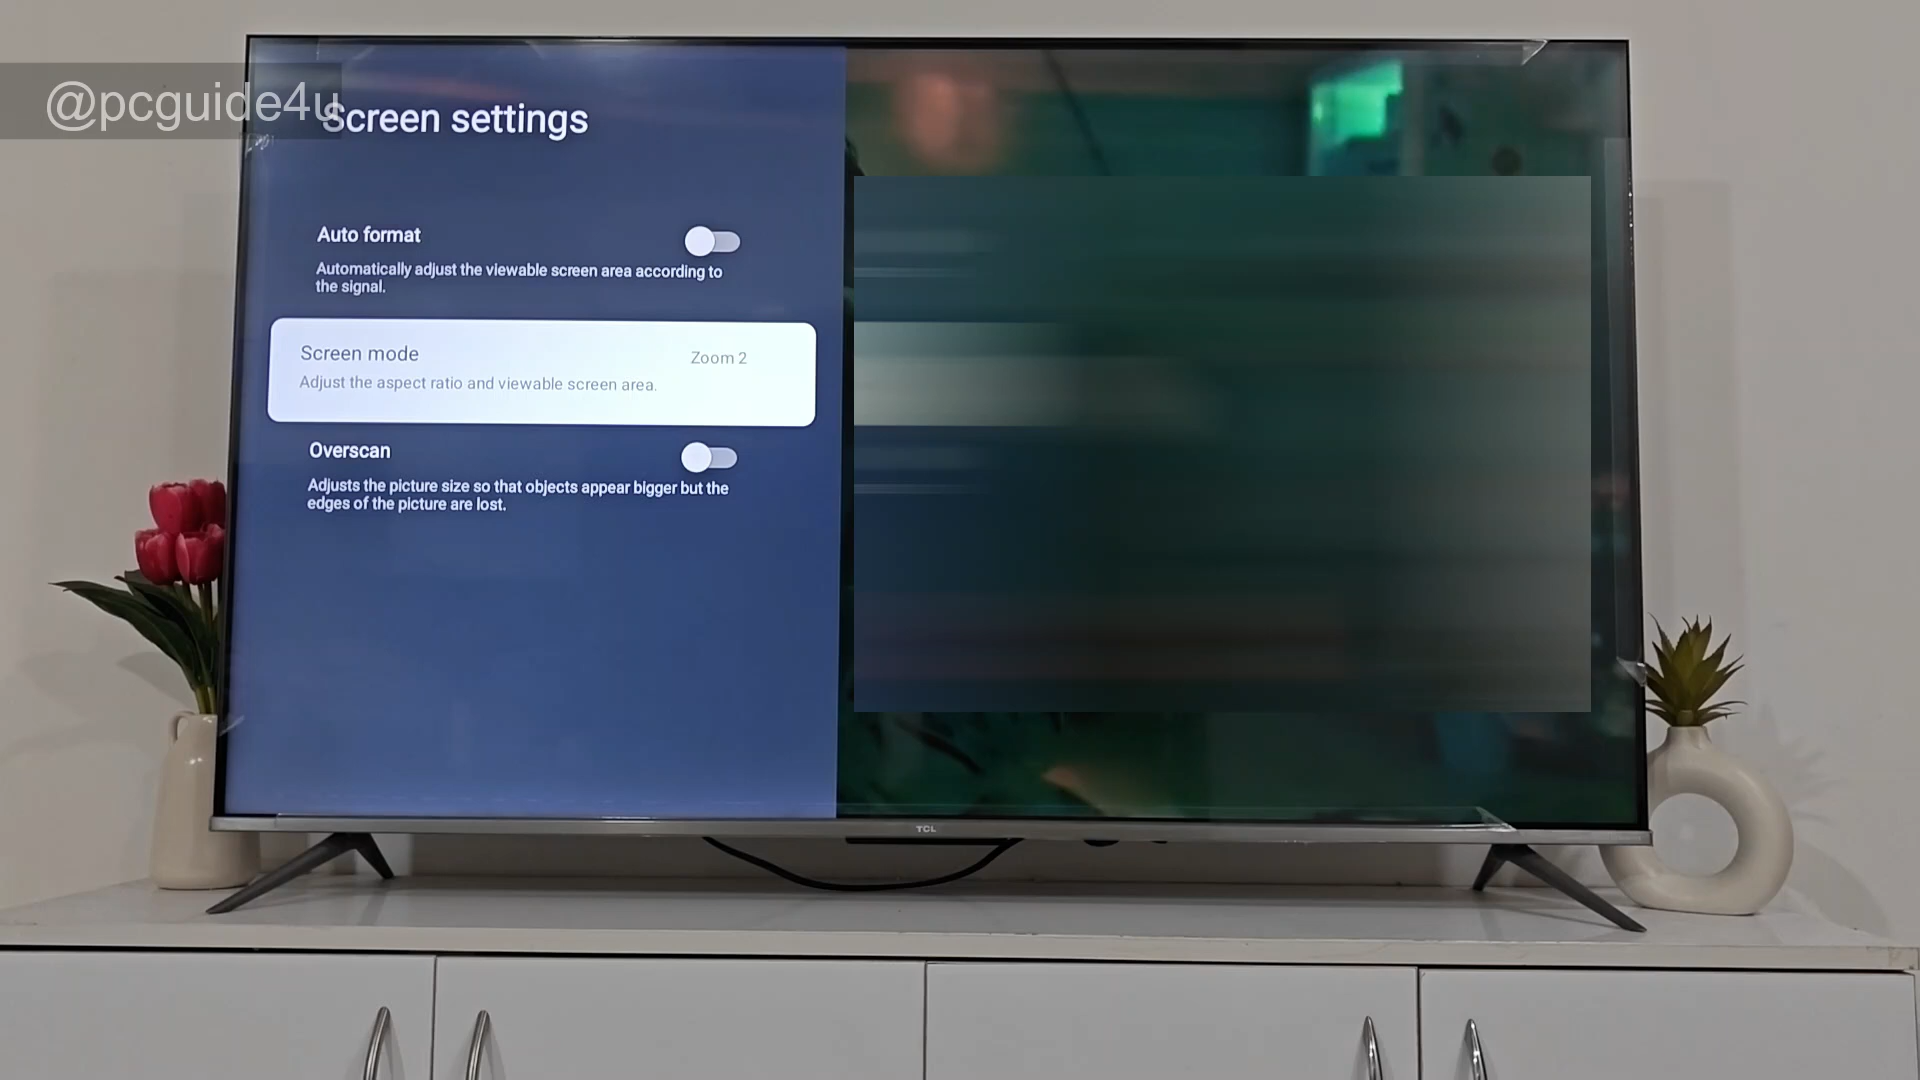 @pcguide4u
Screen settings
Auto format
Automatically adjust the viewable screen area according to
the signal.
Screen mode
Zoom 2
Adjust the aspect ratio and viewable screen area.
Overscan
Adjusts the picture size so that objects appear bigger but the
edges of the picture are lost.
TCL